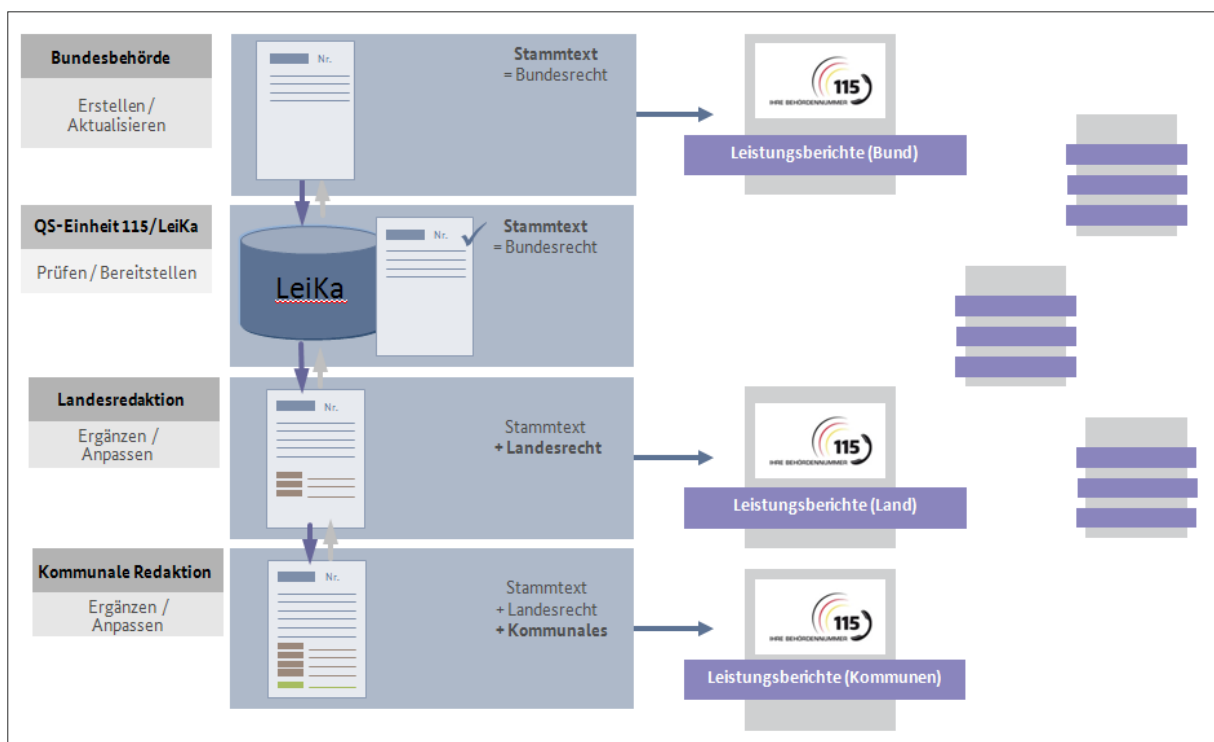 Bundesbehörde
Erstellen /
Aktualisieren
Nr.
Stammtext
= Bundesrecht
115
IHRE BEHÖRDENNUMMER
Leistungsberichte (Bund)
QS-Einheit 115/LeiKa
Prüfen / Bereitstellen
LeiKa
Nr.
Stammtext
= Bundesrecht
Landesredaktion
Ergänzen /
Anpassen
Nr.
Stammtext
+ Landesrecht
115
IHRE BEHÖRDENNUMMER
Leistungsberichte (Land)
Kommunale Redaktion
Ergänzen /
Anpassen
Nr.
Stammtext
+ Landesrecht
+ Kommunales
115
IHRE BEHÖRDENNUMMER
Leistungsberichte (Kommunen)